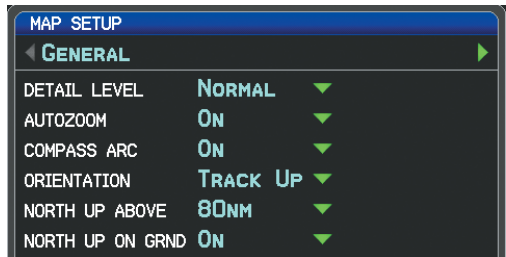 MAP SETUP
GENERAL
DETAIL LEVEL NORMAL
AUTOZOOM ON
COMPASS ARC ON
ORIENTATION TRACK UP
NORTH UP ABOVE 80NM
NORTH UP ON GRND ON